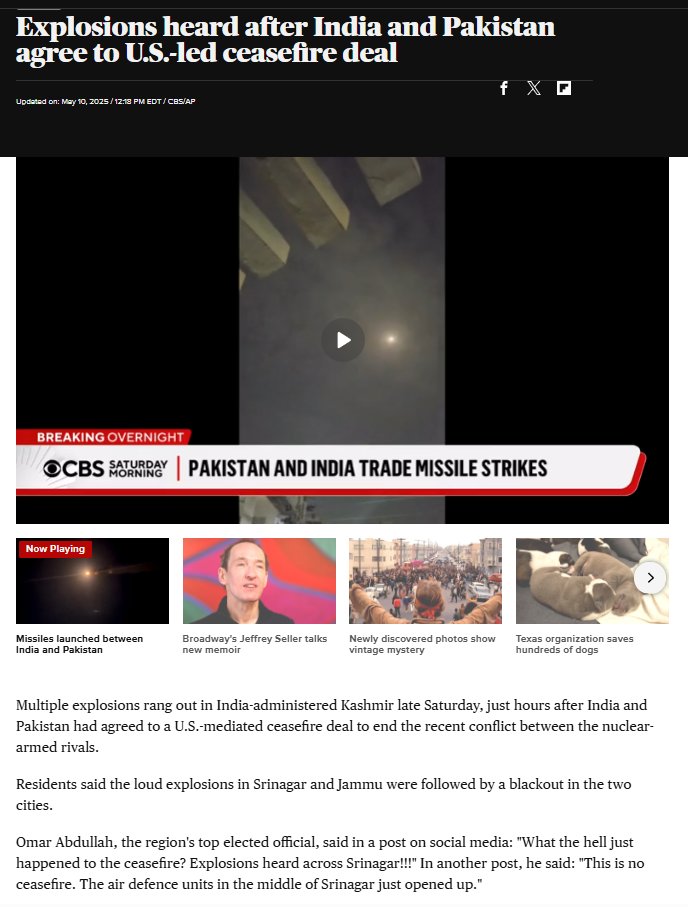 Explosions heard after India and Pakistan
agree to U.S.-led ceasefire deal
Updated on: May 10, 2025 / 12:18 PM EDT / CBS/AP
BREAKING OVERNIGHT
CBS SATURDAY MORNING
PAKISTAN AND INDIA TRADE MISSILE STRIKES
Now Playing
Missiles launched between
India and Pakistan
Broadway's Jeffrey Seller talks
new memoir
Newly discovered photos show
vintage mystery
Texas organization saves
hundreds of dogs
Multiple explosions rang out in India-administered Kashmir late Saturday, just hours after India and
Pakistan had agreed to a U.S.-mediated ceasefire deal to end the recent conflict between the nuclear-
armed rivals.
Residents said the loud explosions in Srinagar and Jammu were followed by a blackout in the two
cities.
Omar Abdullah, the region's top elected official, said in a post on social media: "What the hell just
happened to the ceasefire? Explosions heard across Srinagar!!!" In another post, he said: "This is no
ceasefire. The air defence units in the middle of Srinagar just opened up."